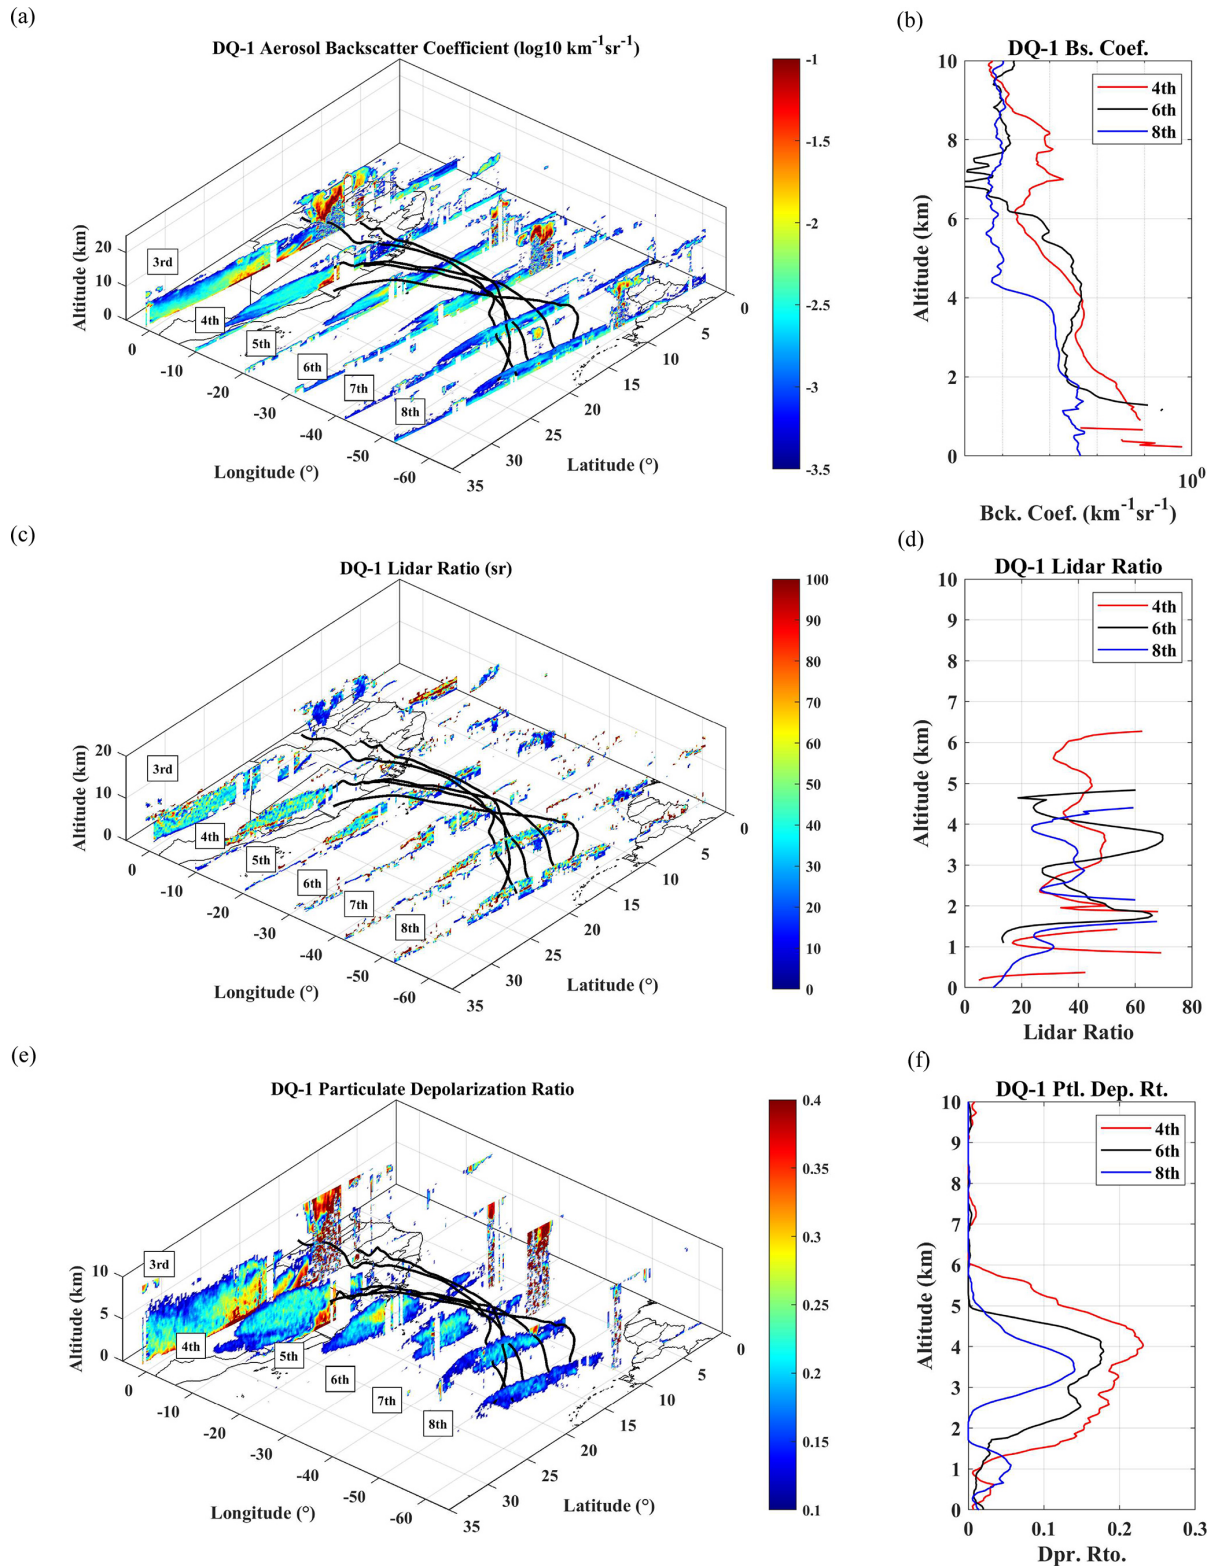 (a)
DQ-1 Aerosol Backscatter Coefficient (log10 km⁻¹sr⁻¹)
Altitude (km)
20
10
0
3rd
4th
5th
6th
7th
8th
0
-10
-20
-30
-40
-50
-60
Longitude (°)
35
30
25
20
15
10
5
0
Latitude (°)
-1
-1.5
-2
-2.5
-3
-3.5
(b)
DQ-1 Bs. Coef.
4th
6th
8th
Altitude (km)
10
8
6
4
2
0
10⁰
Bck. Coef. (km⁻¹sr⁻¹)
(c)
DQ-1 Lidar Ratio (sr)
Altitude (km)
20
10
0
3rd
4th
5th
6th
7th
8th
0
-10
-20
-30
-40
-50
-60
Longitude (°)
35
30
25
20
15
10
5
0
Latitude (°)
100
90
80
70
60
50
40
30
20
10
0
(d)
DQ-1 Lidar Ratio
4th
6th
8th
Altitude (km)
10
9
8
7
6
5
4
3
2
1
0
0 20 40 60 80
Lidar Ratio
(e)
DQ-1 Particulate Depolarization Ratio
Altitude (km)
10
5
0
3rd
4th
5th
6th
7th
8th
0
-10
-20
-30
-40
-50
-60
Longitude (°)
35
30
25
20
15
10
5
0
Latitude (°)
0.4
0.35
0.3
0.25
0.2
0.15
0.1
(f)
DQ-1 Ptl. Dep. Rt.
4th
6th
8th
Altitude (km)
10
9
8
7
6
5
4
3
2
1
0
0 0.1 0.2 0.3
Dpr. Rto.